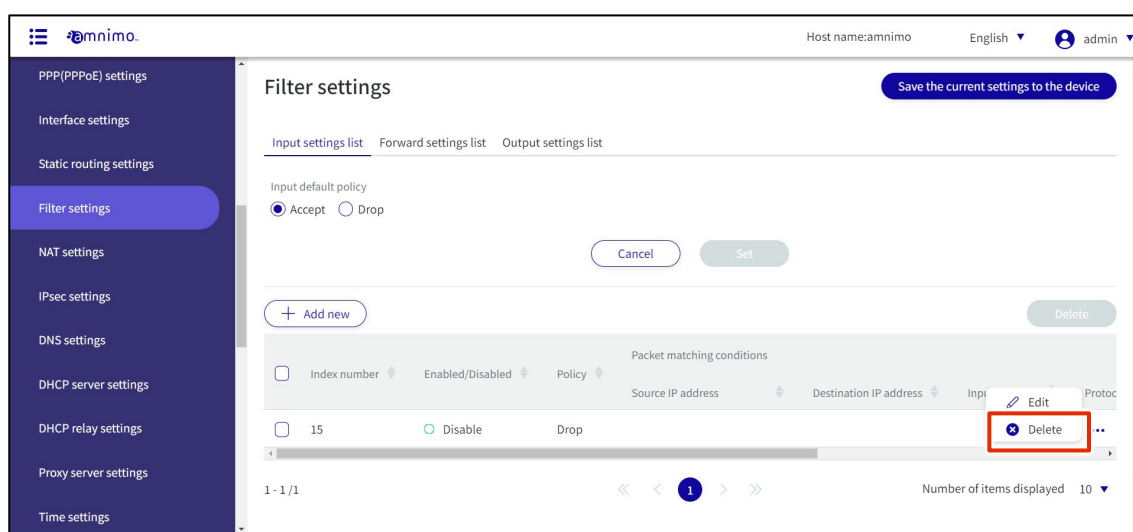 amnimo
Host name:amnimo
English
admin
PPP(PPPoE) settings
Interface settings
Static routing settings
Filter settings
NAT settings
IPsec settings
DNS settings
DHCP server settings
DHCP relay settings
Proxy server settings
Time settings
Filter settings
Save the current settings to the device
Input settings list Forward settings list Output settings list
Input default policy
Accept Drop
Cancel Set
+ Add new
Delete
Packet matching conditions
Index number Enabled/Disabled Policy
Source IP address Destination IP address Inp Protoc
Edit
Delete
15 Disable Drop
1 - 1 /1
« < 1 > »
Number of items displayed 10